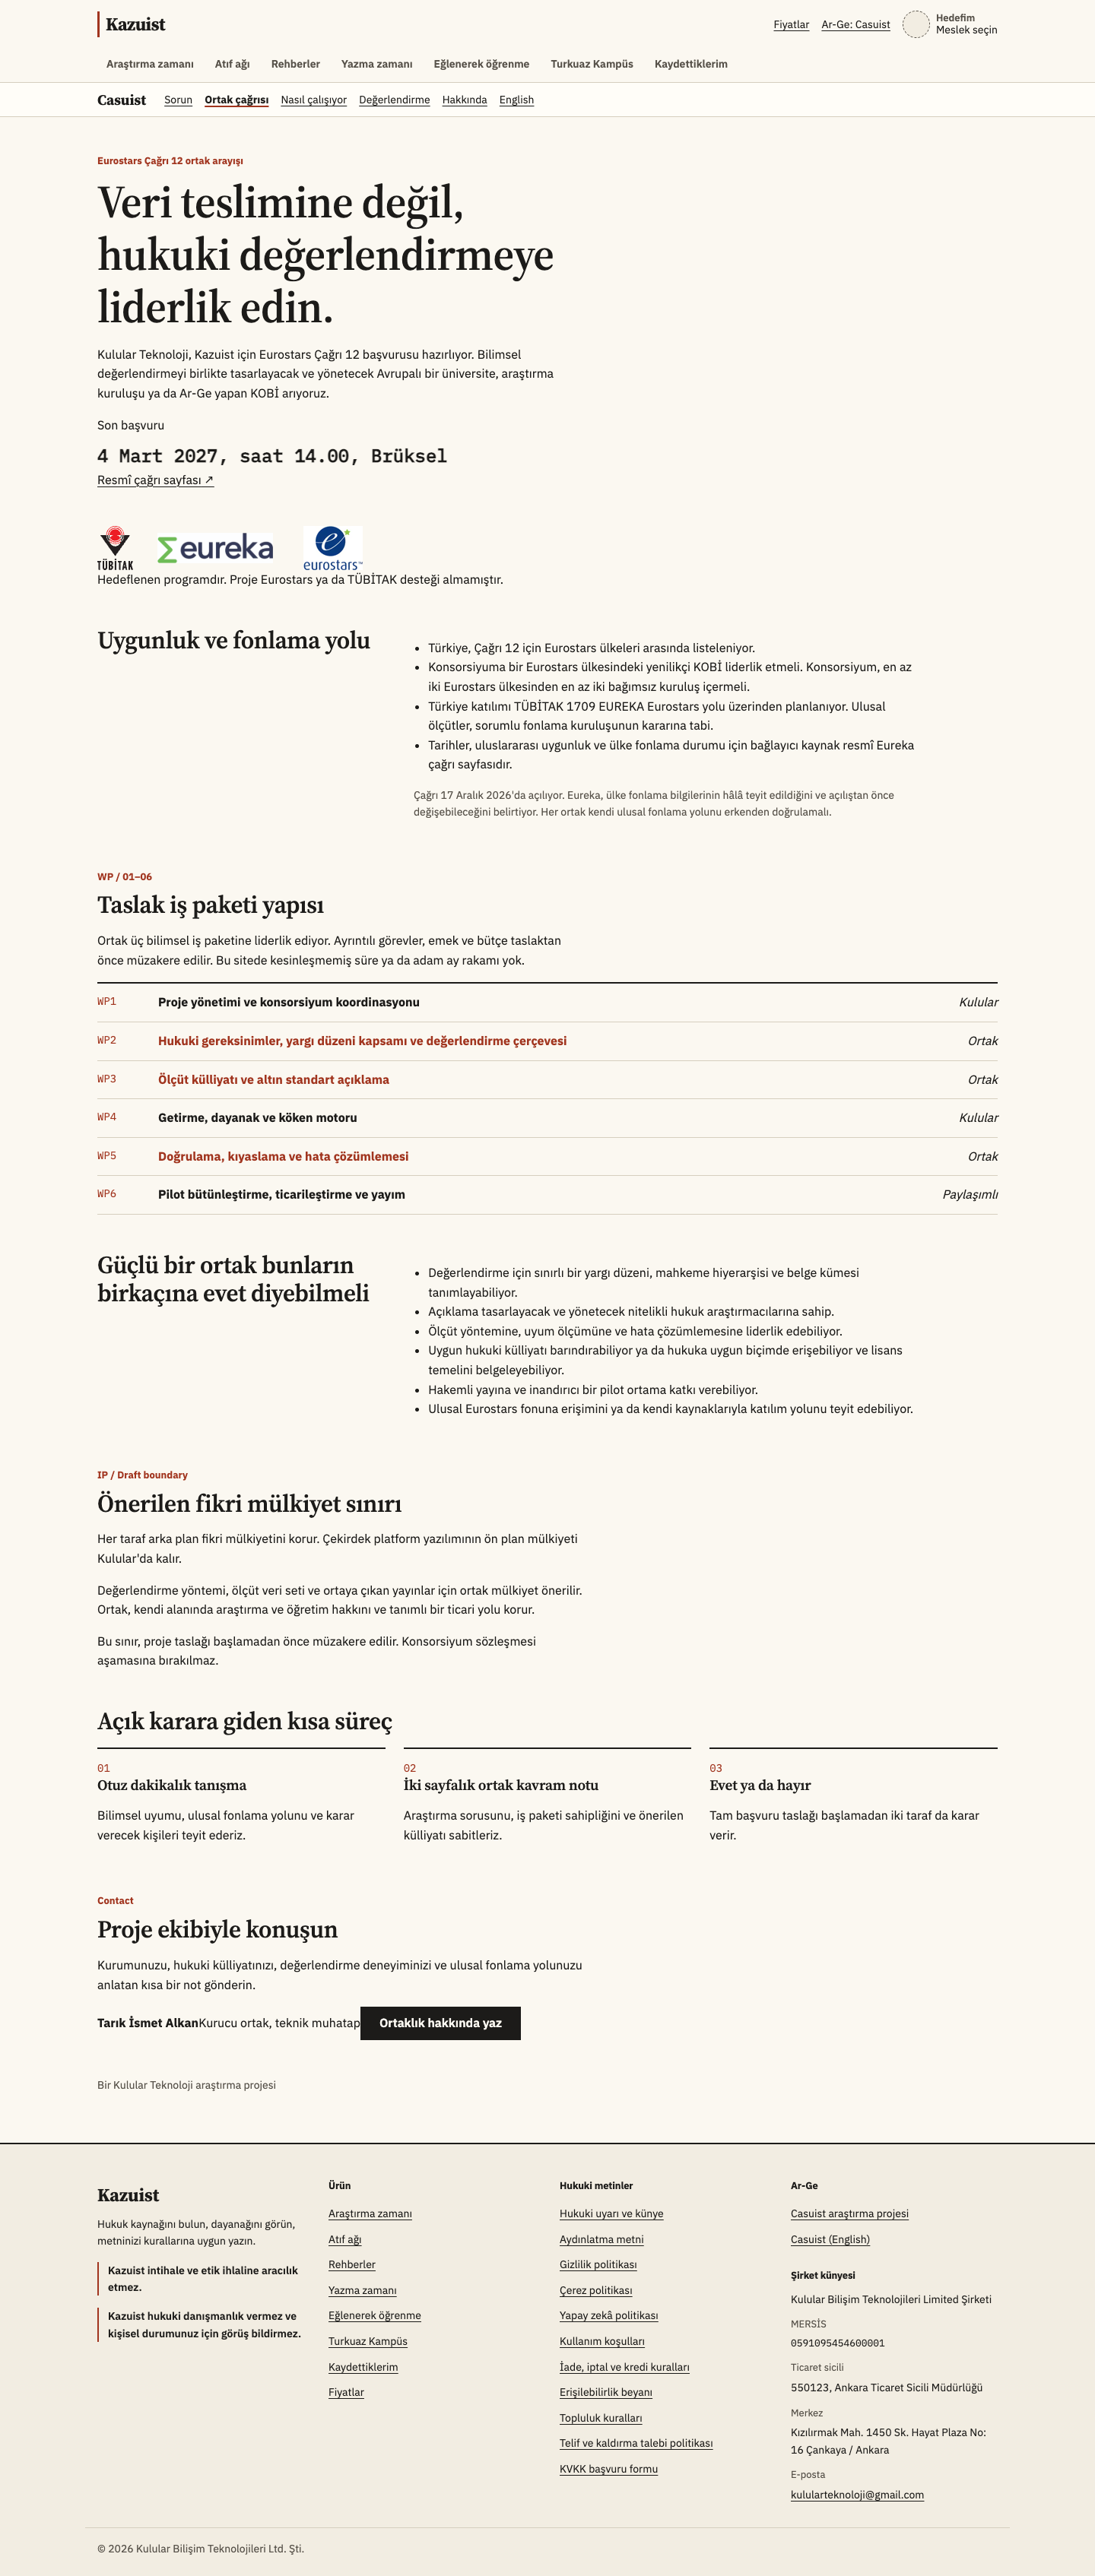 Kazuist
Fiyatlar
Ar-Ge: Casuist
Hedefim
Meslek seçin
Araştırma zamanı
Atıf ağı
Rehberler
Yazma zamanı
Eğlenerek öğrenme
Turkuaz Kampüs
Kaydettiklerim
Casuist
Sorun
Ortak çağrısı
Nasıl çalışıyor
Değerlendirme
Hakkında
English
Eurostars Çağrı 12 ortak arayışı
Veri teslimine değil,
hukuki değerlendirmeye
liderlik edin.
Kulular Teknoloji, Kazuist için Eurostars Çağrı 12 başvurusu hazırlıyor. Bilimsel
değerlendirmeyi birlikte tasarlayacak ve yönetecek Avrupalı bir üniversite, araştırma
kuruluşu ya da Ar-Ge yapan KOBİ arıyoruz.
Son başvuru
4 Mart 2027, saat 14.00, Brüksel
Resmî çağrı sayfası ↗
TÜBİTAK
eureka
eurostars™
Hedeflenen programdır. Proje Eurostars ya da TÜBİTAK desteği almamıştır.
Uygunluk ve fonlama yolu
• Türkiye, Çağrı 12 için Eurostars ülkeleri arasında listeleniyor.
• Konsorsiyuma bir Eurostars ülkesindeki yenilikçi KOBİ liderlik etmeli. Konsorsiyum, en az
iki Eurostars ülkesinden en az iki bağımsız kuruluş içermeli.
• Türkiye katılımı TÜBİTAK 1709 EUREKA Eurostars yolu üzerinden planlanıyor. Ulusal
ölçütler, sorumlu fonlama kuruluşunun kararına tabi.
• Tarihler, uluslararası uygunluk ve ülke fonlama durumu için bağlayıcı kaynak resmî Eureka
çağrı sayfasıdır.
Çağrı 17 Aralık 2026'da açılıyor. Eureka, ülke fonlama bilgilerinin hâlâ teyit edildiğini ve açılıştan önce
değişebileceğini belirtiyor. Her ortak kendi ulusal fonlama yolunu erkenden doğrulamalı.
WP / 01–06
Taslak iş paketi yapısı
Ortak üç bilimsel iş paketine liderlik ediyor. Ayrıntılı görevler, emek ve bütçe taslaktan
önce müzakere edilir. Bu sitede kesinleşmemiş süre ya da adam ay rakamı yok.
WP1 Proje yönetimi ve konsorsiyum koordinasyonu Kulular
WP2 Hukuki gereksinimler, yargı düzeni kapsamı ve değerlendirme çerçevesi Ortak
WP3 Ölçüt külliyatı ve altın standart açıklama Ortak
WP4 Getirme, dayanak ve köken motoru Kulular
WP5 Doğrulama, kıyaslama ve hata çözümlemesi Ortak
WP6 Pilot bütünleştirme, ticarileştirme ve yayım Paylaşımlı
Güçlü bir ortak bunların
birkaçına evet diyebilmeli
• Değerlendirme için sınırlı bir yargı düzeni, mahkeme hiyerarşisi ve belge kümesi
tanımlayabiliyor.
• Açıklama tasarlayacak ve yönetecek nitelikli hukuk araştırmacılarına sahip.
• Ölçüt yöntemine, uyum ölçümüne ve hata çözümlemesine liderlik edebiliyor.
• Uygun hukuki külliyatı barındırabiliyor ya da hukuka uygun biçimde erişebiliyor ve lisans
temelini belgeleyebiliyor.
• Hakemli yayına ve inandırıcı bir pilot ortama katkı verebiliyor.
• Ulusal Eurostars fonuna erişimini ya da kendi kaynaklarıyla katılım yolunu teyit edebiliyor.
IP / Draft boundary
Önerilen fikri mülkiyet sınırı
Her taraf arka plan fikri mülkiyetini korur. Çekirdek platform yazılımının ön plan mülkiyeti
Kulular'da kalır.
Değerlendirme yöntemi, ölçüt veri seti ve ortaya çıkan yayınlar için ortak mülkiyet önerilir.
Ortak, kendi alanında araştırma ve öğretim hakkını ve tanımlı bir ticari yolu korur.
Bu sınır, proje taslağı başlamadan önce müzakere edilir. Konsorsiyum sözleşmesi
aşamasına bırakılmaz.
Açık karara giden kısa süreç
01
Otuz dakikalık tanışma
Bilimsel uyumu, ulusal fonlama yolunu ve karar
verecek kişileri teyit ederiz.
02
İki sayfalık ortak kavram notu
Araştırma sorusunu, iş paketi sahipliğini ve önerilen
külliyatı sabitleriz.
03
Evet ya da hayır
Tam başvuru taslağı başlamadan iki taraf da karar
verir.
Contact
Proje ekibiyle konuşun
Kurumunuzu, hukuki külliyatınızı, değerlendirme deneyiminizi ve ulusal fonlama yolunuzu
anlatan kısa bir not gönderin.
Tarık İsmet AlkanKurucu ortak, teknik muhatap
Ortaklık hakkında yaz
Bir Kulular Teknoloji araştırma projesi
Kazuist
Hukuk kaynağını bulun, dayanağını görün,
metninizi kurallarına uygun yazın.
Kazuist intihale ve etik ihlaline aracılık
etmez.
Kazuist hukuki danışmanlık vermez ve
kişisel durumunuz için görüş bildirmez.
Ürün
Araştırma zamanı
Atıf ağı
Rehberler
Yazma zamanı
Eğlenerek öğrenme
Turkuaz Kampüs
Kaydettiklerim
Fiyatlar
Hukuki metinler
Hukuki uyarı ve künye
Aydınlatma metni
Gizlilik politikası
Çerez politikası
Yapay zekâ politikası
Kullanım koşulları
İade, iptal ve kredi kuralları
Erişilebilirlik beyanı
Topluluk kuralları
Telif ve kaldırma talebi politikası
KVKK başvuru formu
Ar-Ge
Casuist araştırma projesi
Casuist (English)
Şirket künyesi
Kulular Bilişim Teknolojileri Limited Şirketi
MERSİS
0591095454600001
Ticaret sicili
550123, Ankara Ticaret Sicili Müdürlüğü
Merkez
Kızılırmak Mah. 1450 Sk. Hayat Plaza No:
16 Çankaya / Ankara
E-posta
kulularteknoloji@gmail.com
© 2026 Kulular Bilişim Teknolojileri Ltd. Şti.